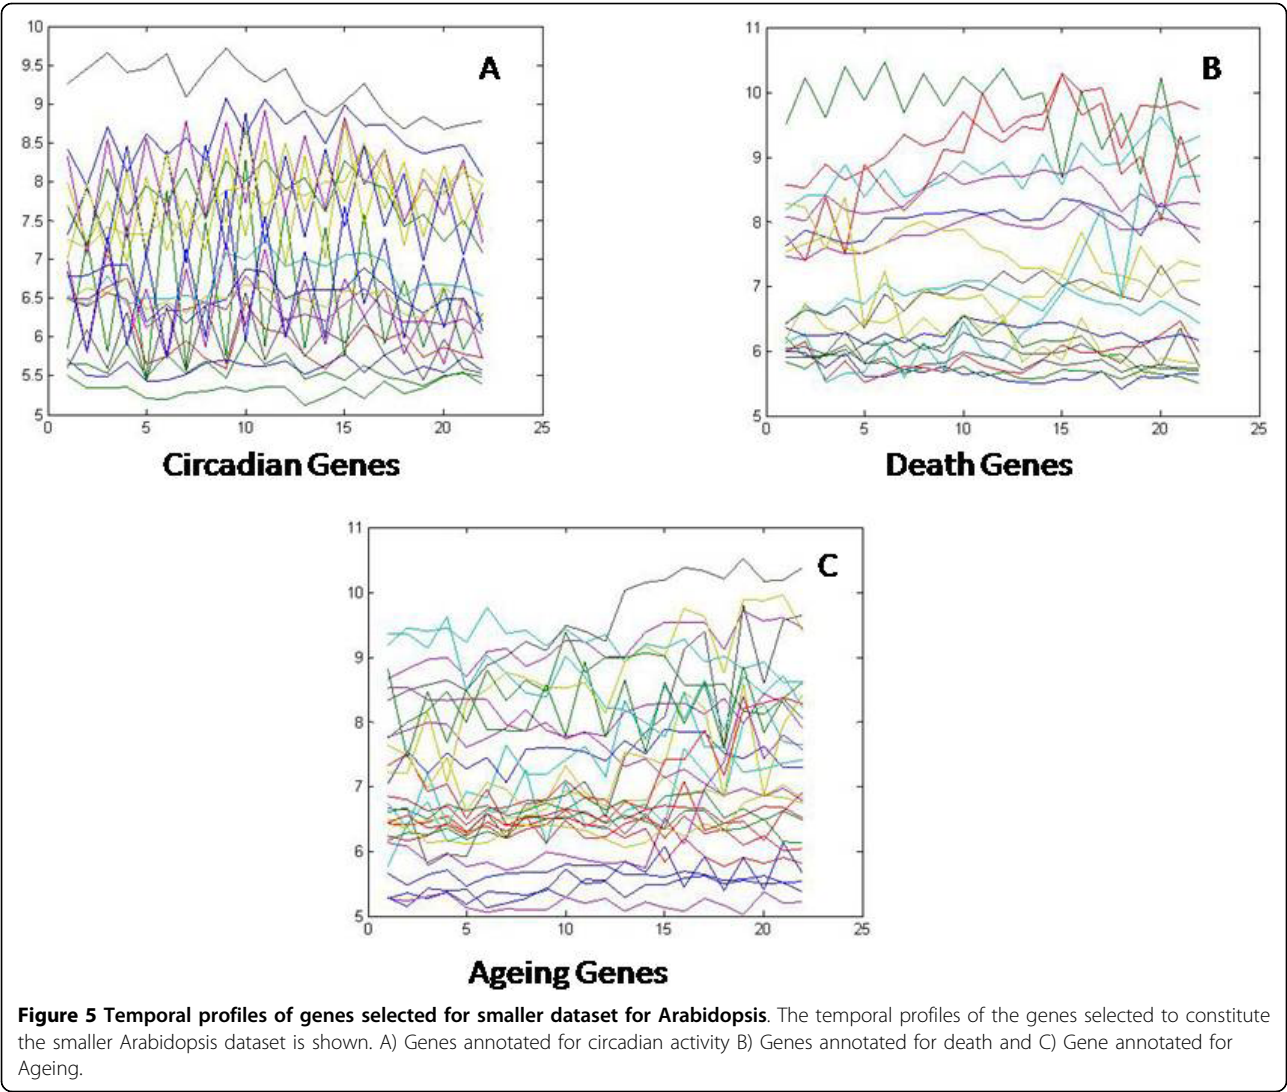 10
9.5
9
8.5
8
7.5
7
6.5
6
5.5
5
0 5 10 15 20 25
A
Circadian Genes
11
10
9
8
7
6
5
0 5 10 15 20 25
B
Death Genes
11
10
9
8
7
6
5
0 5 10 15 20 25
C
Ageing Genes
Figure 5 Temporal profiles of genes selected for smaller dataset for Arabidopsis. The temporal profiles of the genes selected to constitute
the smaller Arabidopsis dataset is shown. A) Genes annotated for circadian activity B) Genes annotated for death and C) Gene annotated for
Ageing.